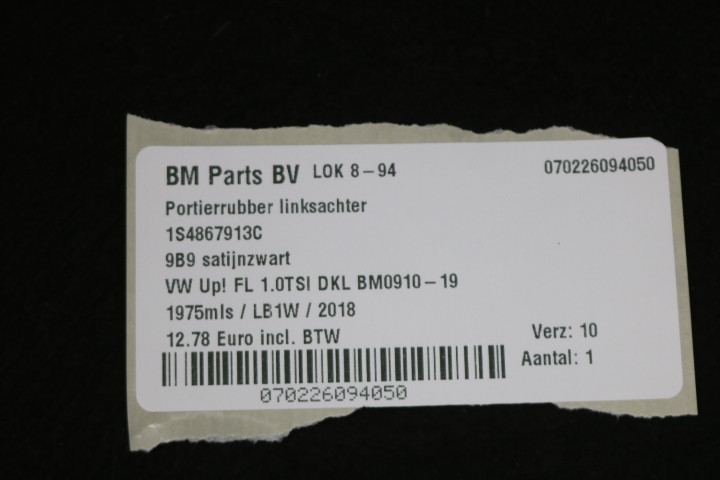 BM Parts BV LOK 8-94 070226094050
Portierrubber linksachter
1S4867913C
9B9 satijnzwart
VW Up! FL 1.0TSI DKL BM0910-19
1975mls / LB1W / 2018
12.78 Euro incl. BTW
Verz: 10
Aantal: 1
070226094050